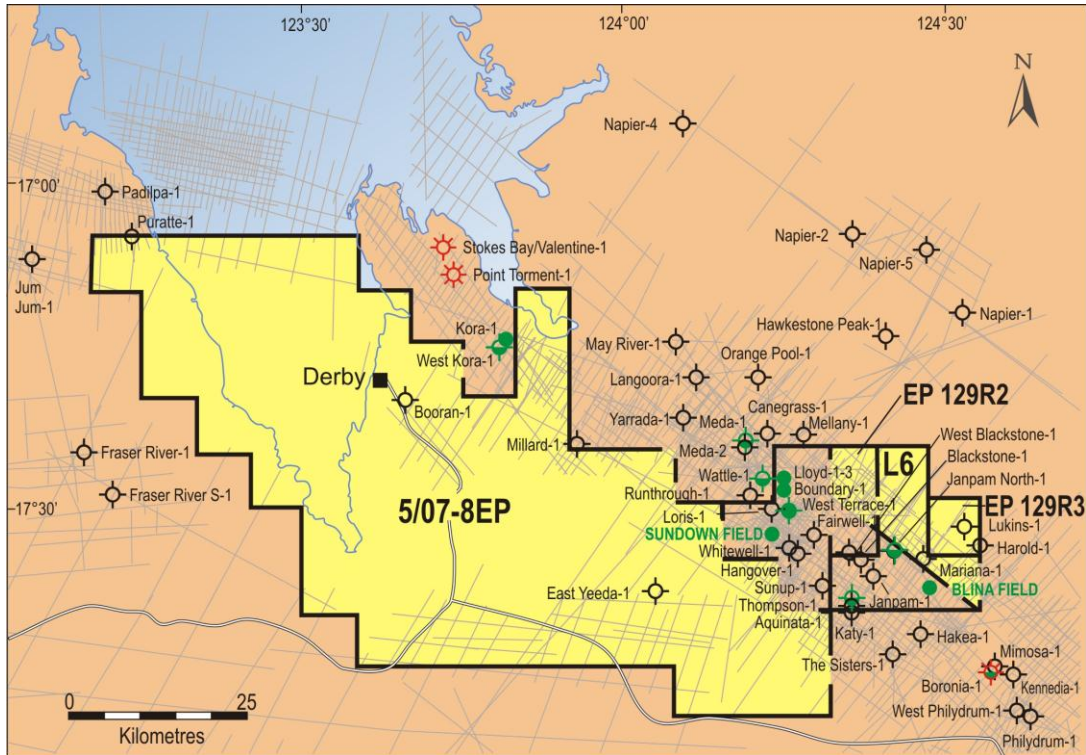 123°30'
124°00'
124°30'
N
Napier-4
17°00'
Padilpa-1
Puratte-1
Napier-2
Stokes Bay/Valentine-1
Napier-5
Jum
Jum-1
Point Torment-1
Napier-1
Kora-1
Hawkestone Peak-1
West Kora-1
May River-1
Orange Pool-1
Derby
Langoora-1
EP 129R2
Booran-1
Canegrass-1
Yarrada-1
Meda-1
Mellany-1
West Blackstone-1
Millard-1
Meda-2
Blackstone-1
Fraser River-1
L6
Janpam North-1
Wattle-1
Lloyd-1-3
Fraser River S-1
Runthrough-1
Boundary-1
5/07-8EP
West Terrace-1
EP 129R3
17°30'
Loris-1
Fairwell-1
Lukins-1
SUNDOWN FIELD
Harold-1
Whitewell-1
Mariana-1
Hangover-1
Sunup-1
BLINA FIELD
East Yeeda-1
Thompson-1
Janpam-1
Aquinata-1
Katy-1
Hakea-1
The Sisters-1
Mimosa-1
Boronia-1
Kennedia-1
0
25
Kilometres
West Philydrum-1
Philydrum-1